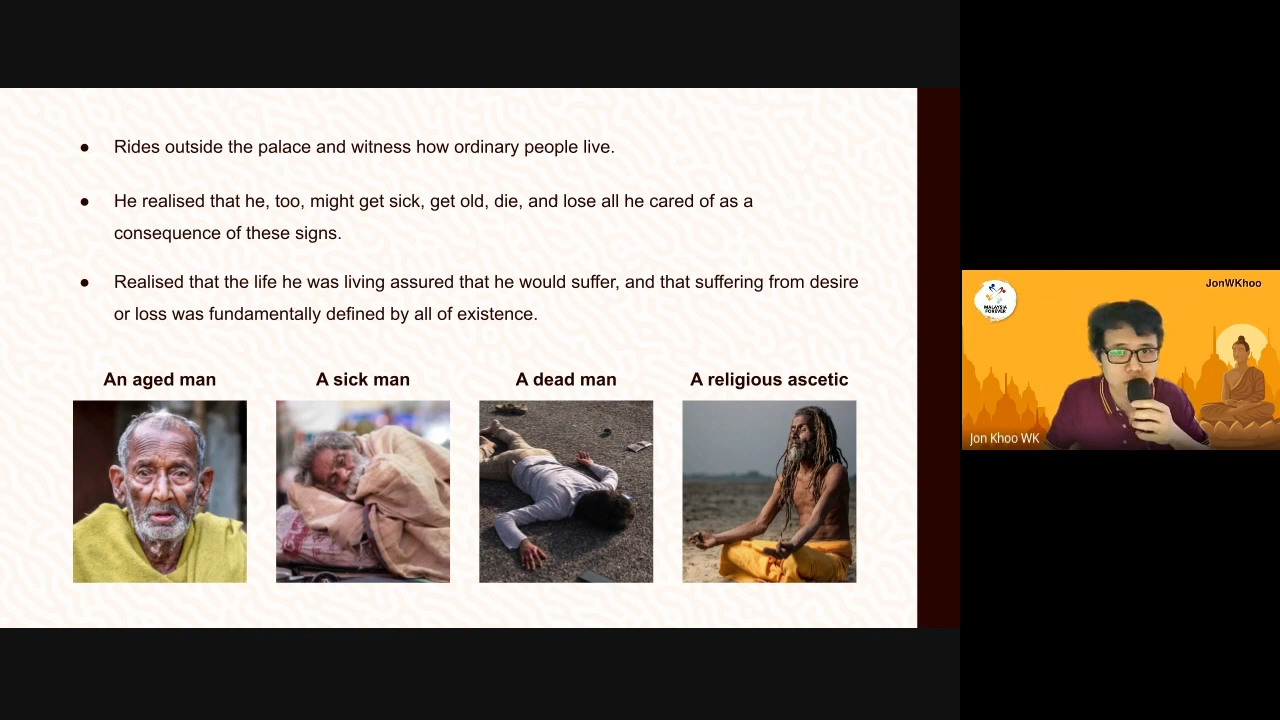 ● Rides outside the palace and witness how ordinary people live.
● He realised that he, too, might get sick, get old, die, and lose all he cared of as a
consequence of these signs.
● Realised that the life he was living assured that he would suffer, and that suffering from desire
or loss was fundamentally defined by all of existence.
An aged man
A sick man
A dead man
A religious ascetic
JonWKhoo
MALAYSIA
FOREVER
Jon Khoo WK